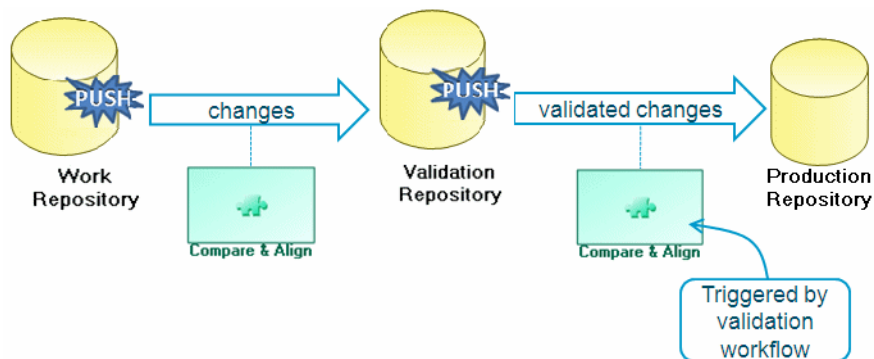 PUSH
changes
PUSH
validated changes
Work
Repository
Validation
Repository
Production
Repository
Compare & Align
Compare & Align
Triggered by
validation
workflow